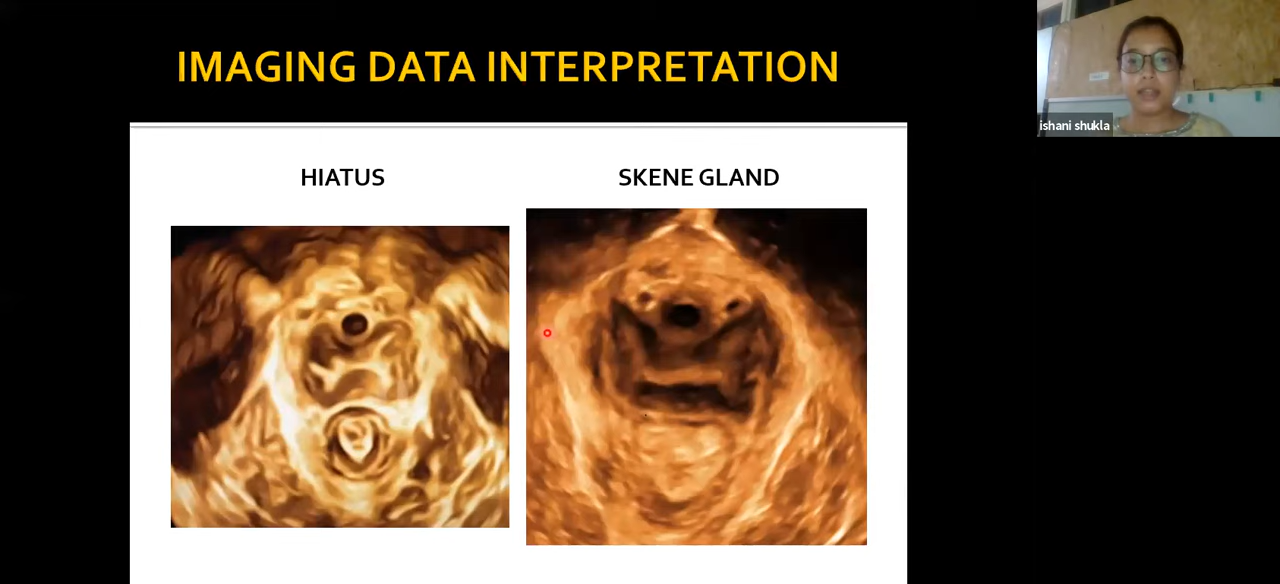 IMAGING DATA INTERPRETATION
ishani shukla
HIATUS
SKENE GLAND